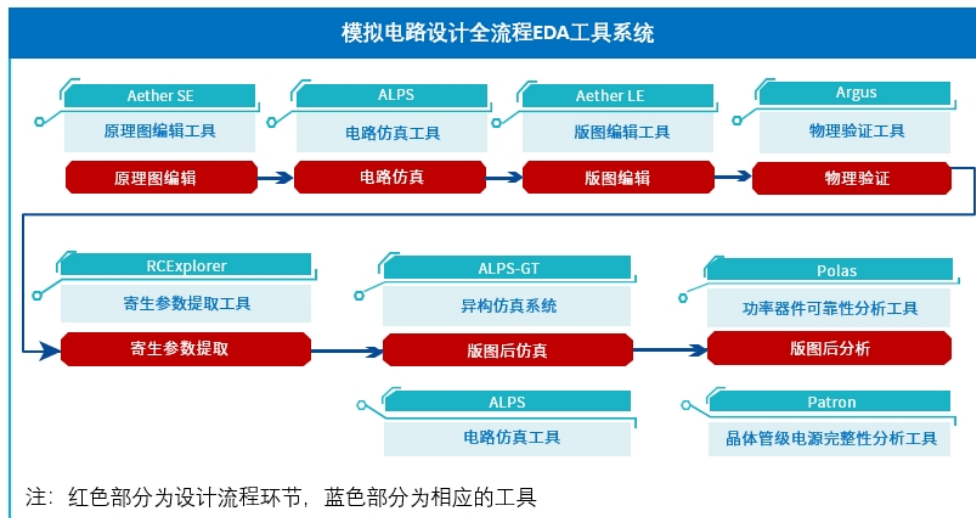 模拟电路设计全流程EDA工具系统
Aether SE
原理图编辑工具
原理图编辑
ALPS
电路仿真工具
电路仿真
Aether LE
版图编辑工具
版图编辑
Argus
物理验证工具
物理验证
RCExplorer
寄生参数提取工具
寄生参数提取
ALPS-GT
异构仿真系统
版图后仿真
ALPS
电路仿真工具
Polas
功率器件可靠性分析工具
版图后分析
Patron
晶体管级电源完整性分析工具
注：红色部分为设计流程环节，蓝色部分为相应的工具